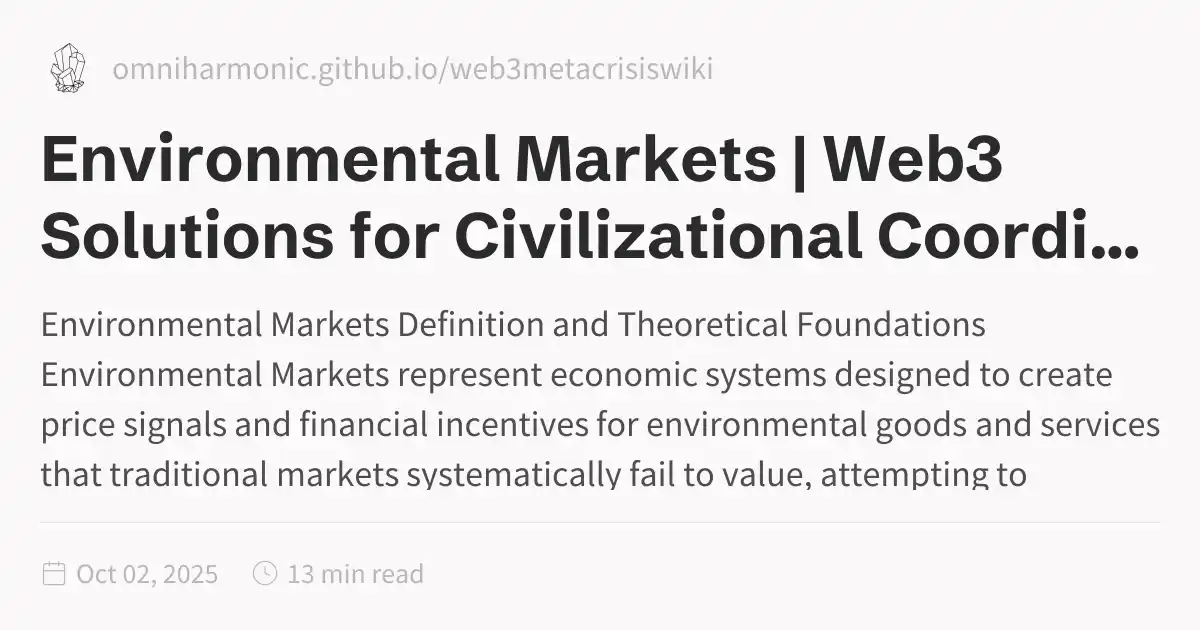 omniharmonic.github.io/web3metacrisiswiki
Environmental Markets | Web3
Solutions for Civilizational Coordi...
Environmental Markets Definition and Theoretical Foundations
Environmental Markets represent economic systems designed to create
price signals and financial incentives for environmental goods and services
that traditional markets systematically fail to value, attempting to
Oct 02, 2025
13 min read